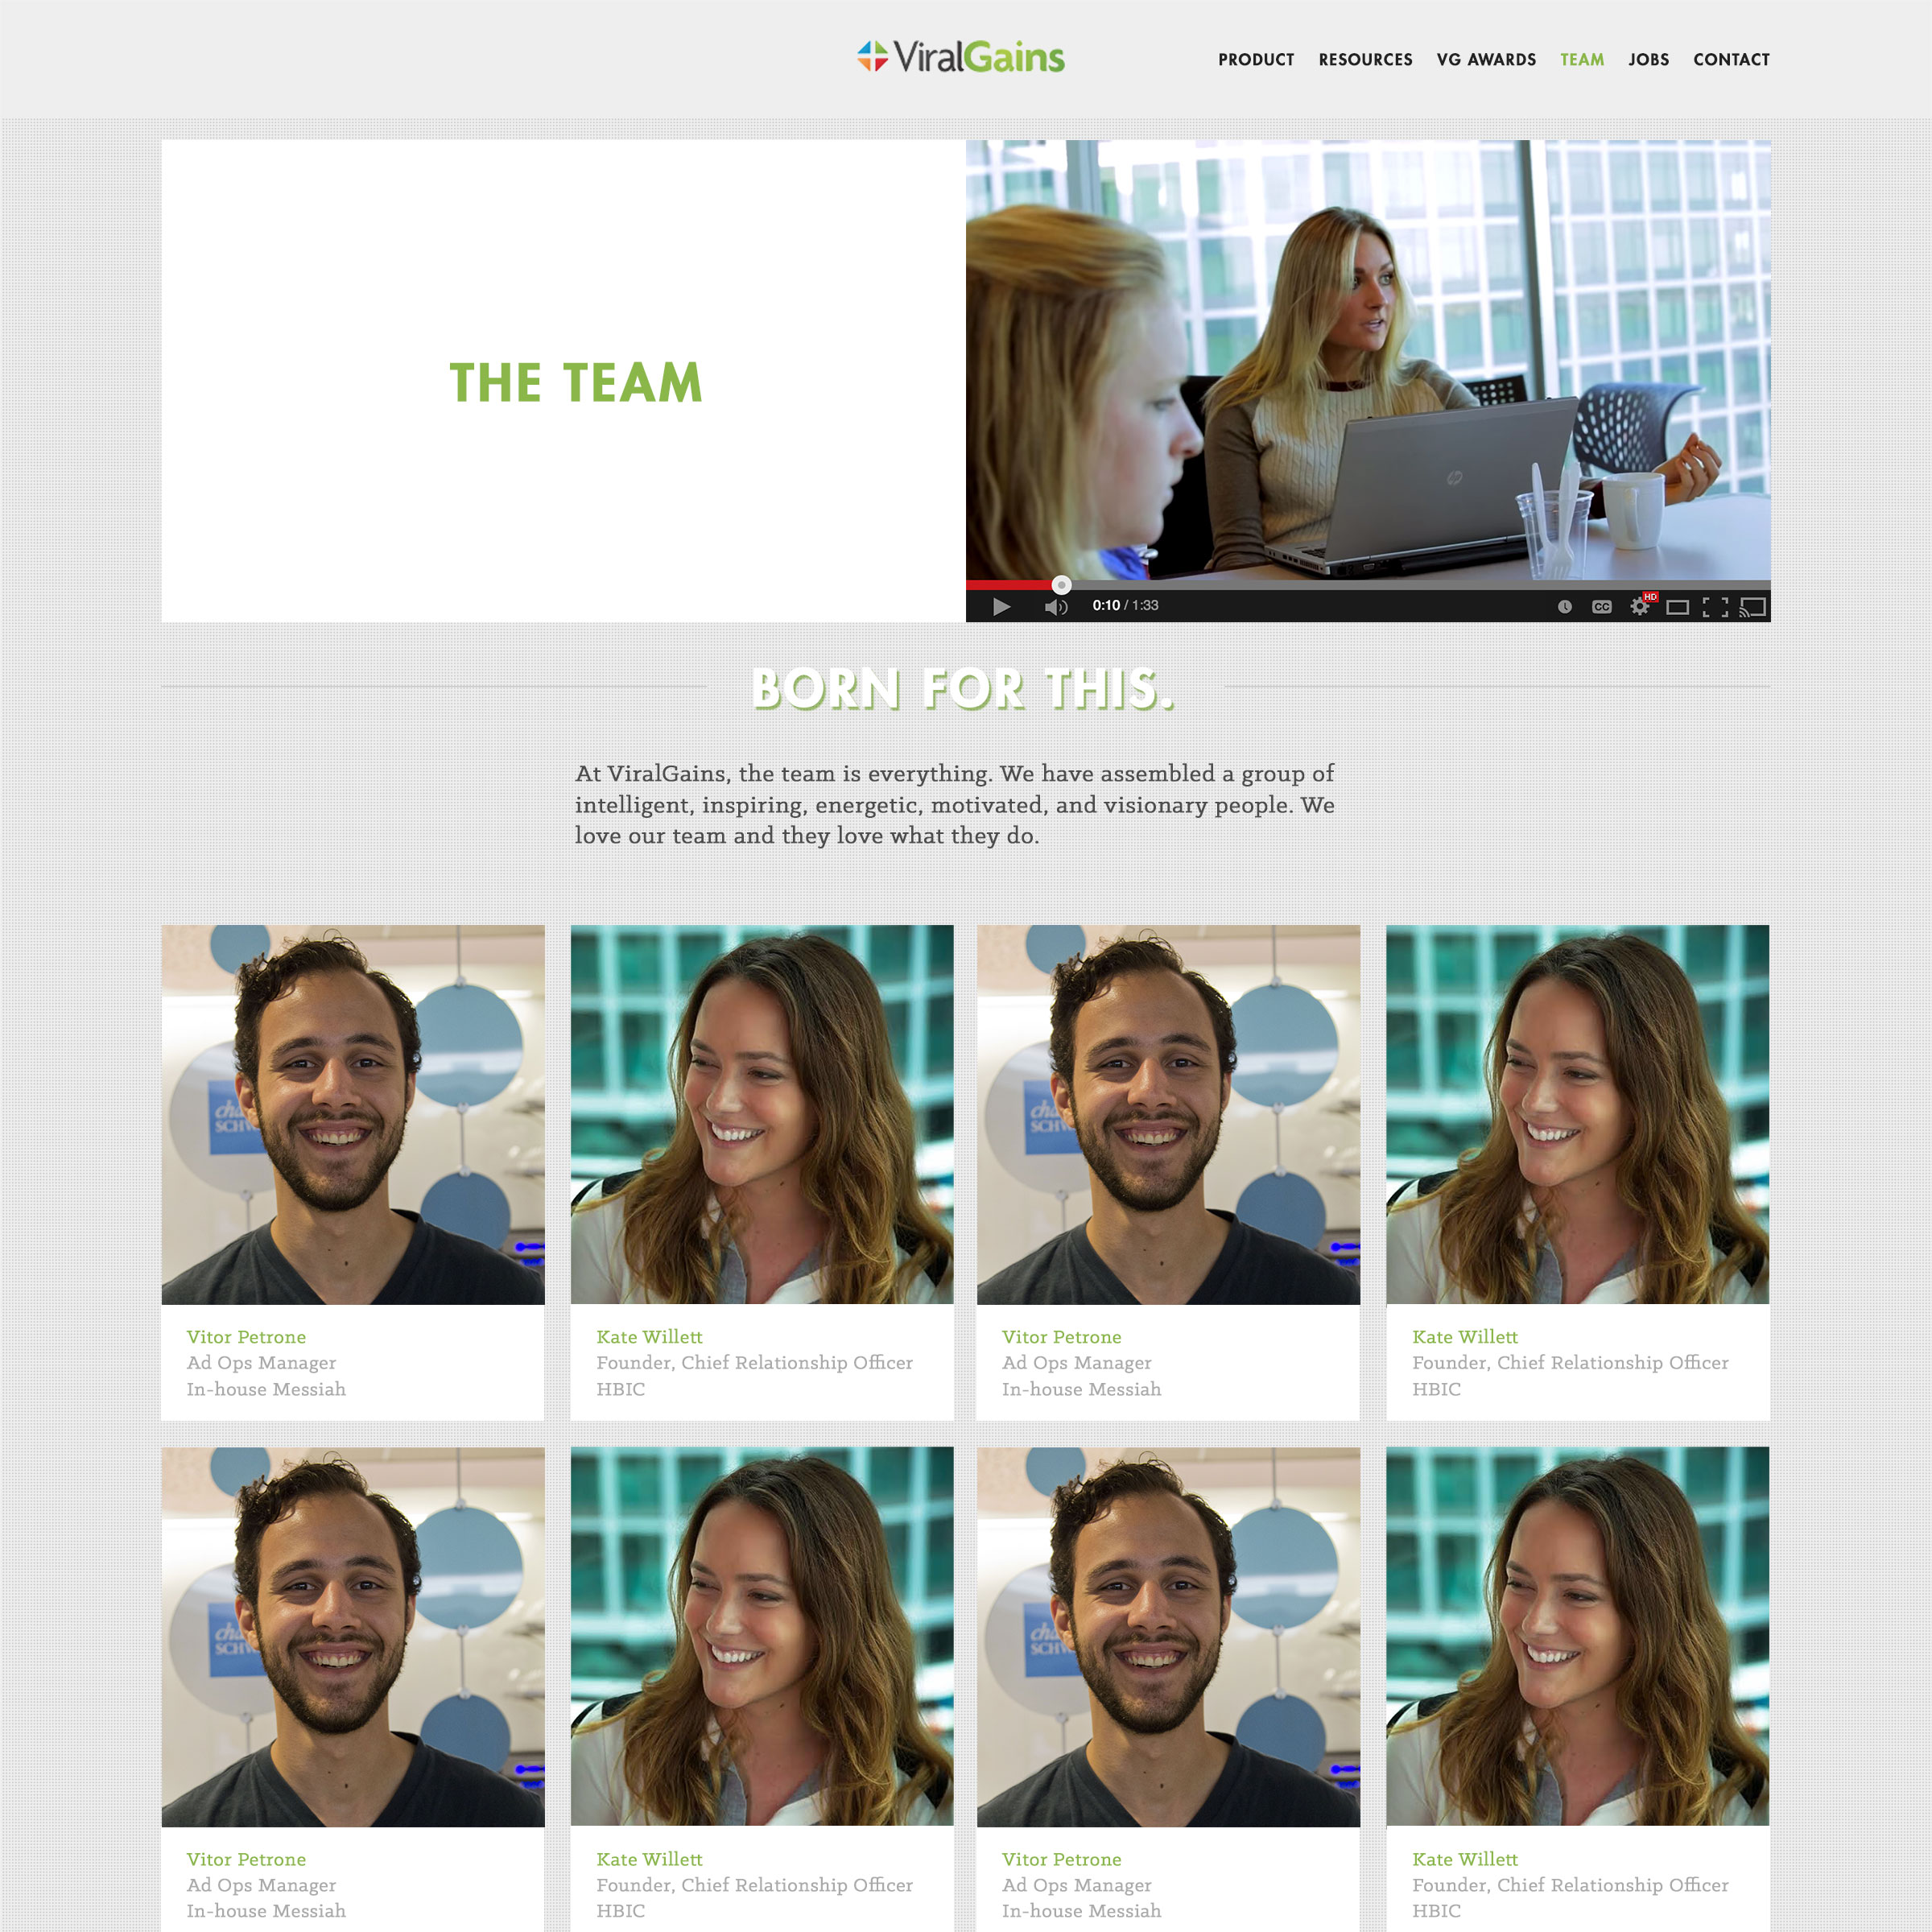 ViralGains
PRODUCT RESOURCES VG AWARDS TEAM JOBS CONTACT
THE TEAM
hp
0:10 / 1:33
CC
HD
BORN FOR THIS.
At ViralGains, the team is everything. We have assembled a group of
intelligent, inspiring, energetic, motivated, and visionary people. We
love our team and they love what they do.
Vitor Petrone
Ad Ops Manager
In-house Messiah
Kate Willett
Founder, Chief Relationship Officer
HBIC
Vitor Petrone
Ad Ops Manager
In-house Messiah
Kate Willett
Founder, Chief Relationship Officer
HBIC
Vitor Petrone
Ad Ops Manager
In-house Messiah
Kate Willett
Founder, Chief Relationship Officer
HBIC
Vitor Petrone
Ad Ops Manager
In-house Messiah
Kate Willett
Founder, Chief Relationship Officer
HBIC